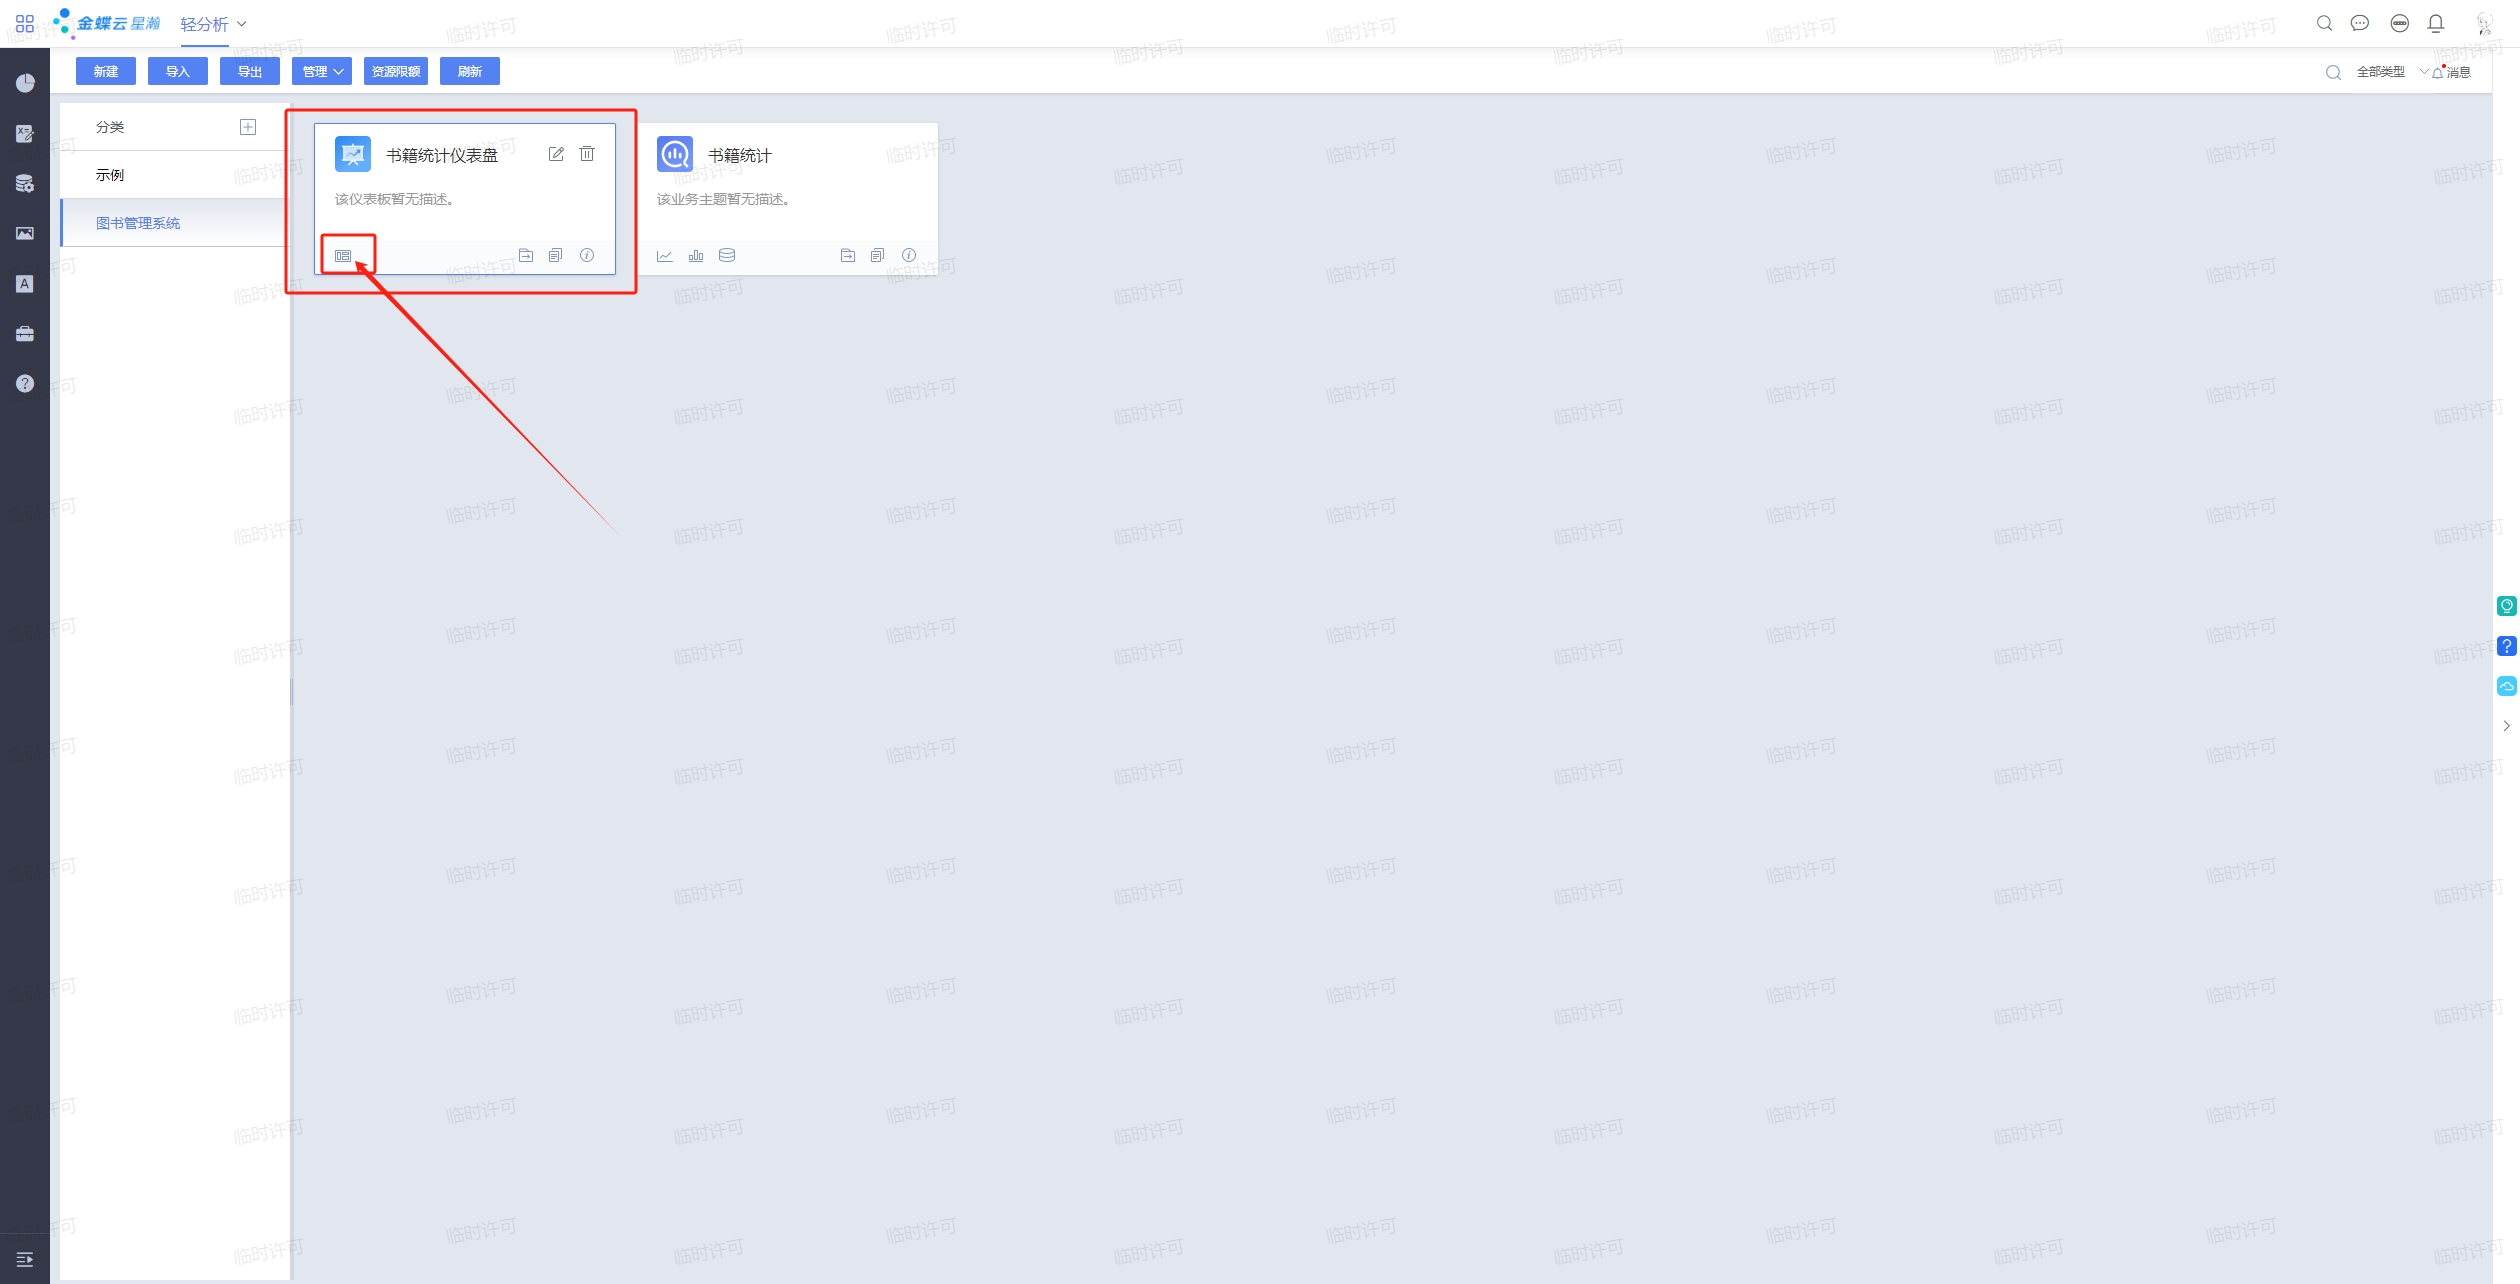 金蝶云星瀚 轻分析
新建 导入 导出 管理 资源限额 刷新 全部类型 消息
分类
示例
图书管理系统
书籍统计仪表盘
该仪表板暂无描述。
书籍统计
该业务主题暂无描述。
临时许可